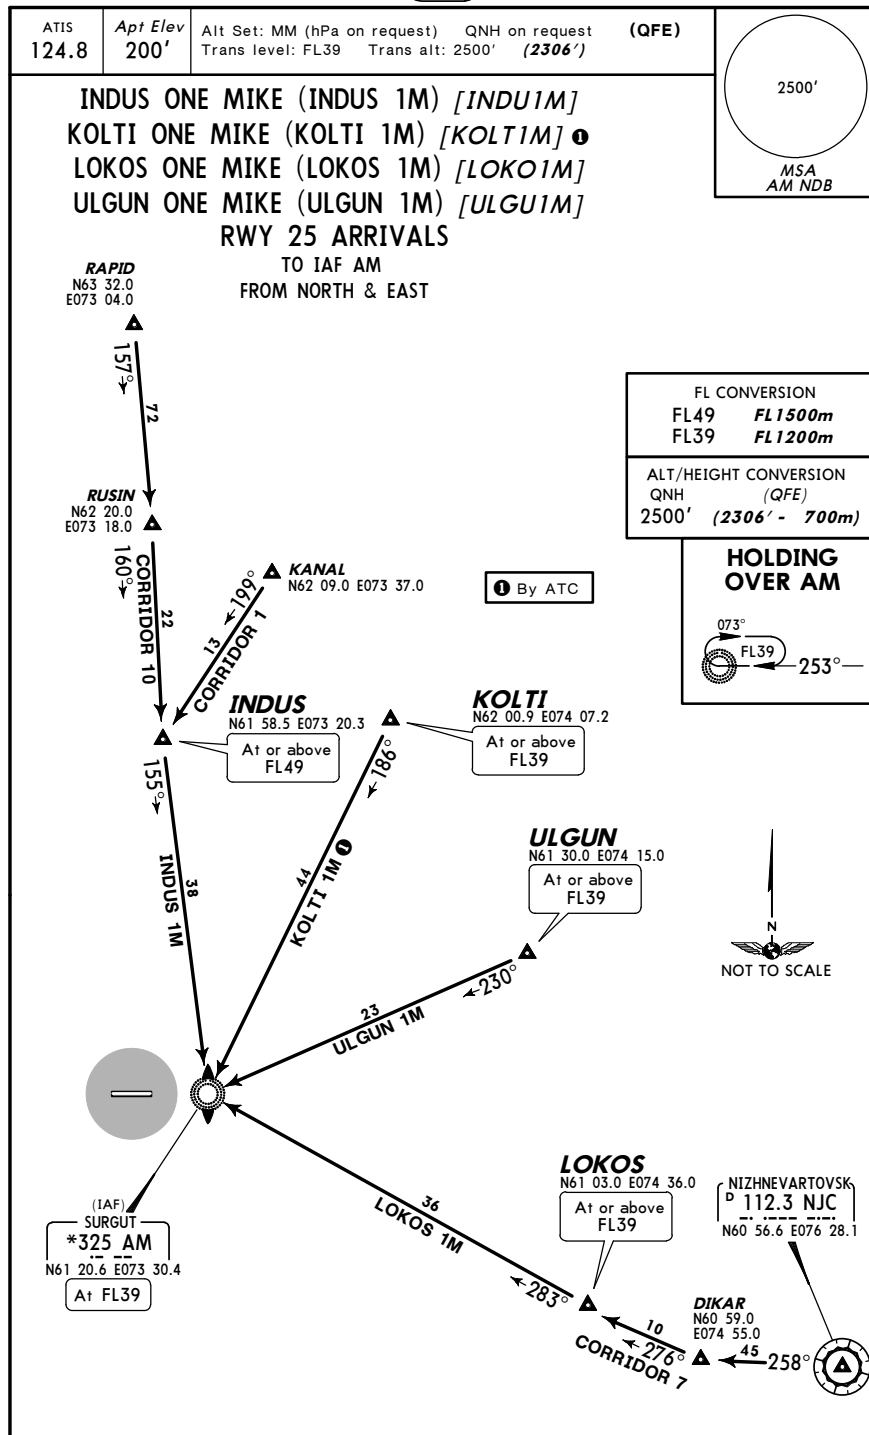 ATIS
124.8
Apt Elev
200'
Alt Set: MM (hPa on request) QNH on request (QFE)
Trans level: FL39 Trans alt: 2500' (2306')
2500'
MSA
AM NDB
INDUS ONE MIKE (INDUS 1M) [INDU1M]
KOLTI ONE MIKE (KOLTI 1M) [KOLT1M] ❶
LOKOS ONE MIKE (LOKOS 1M) [LOKO1M]
ULGUN ONE MIKE (ULGUN 1M) [ULGU1M]
RWY 25 ARRIVALS
TO IAF AM
FROM NORTH & EAST
RAPID
N63 32.0
E073 04.0
157°
72
FL CONVERSION
FL49 FL1500m
FL39 FL1200m
ALT/HEIGHT CONVERSION
QNH (QFE)
2500' (2306' - 700m)
RUSIN
N62 20.0
E073 18.0
160°
CORRIDOR 10
22
KANAL
N62 09.0 E073 37.0
199°
13
CORRIDOR 1
❶ By ATC
HOLDING
OVER AM
073°
FL39
253°
INDUS
N61 58.5 E073 20.3
At or above
FL49
KOLTI
N62 00.9 E074 07.2
At or above
FL39
155°
38
INDUS 1M
186°
44
KOLTI 1M ❶
ULGUN
N61 30.0 E074 15.0
At or above
FL39
230°
23
ULGUN 1M
N
NOT TO SCALE
(IAF)
SURGUT
*325 AM
N61 20.6 E073 30.4
At FL39
36
LOKOS 1M
283°
LOKOS
N61 03.0 E074 36.0
At or above
FL39
NIZHNEVARTOVSK
D 112.3 NJC
N60 56.6 E076 28.1
DIKAR
N60 59.0
E074 55.0
10
276°
CORRIDOR 7
45
258°